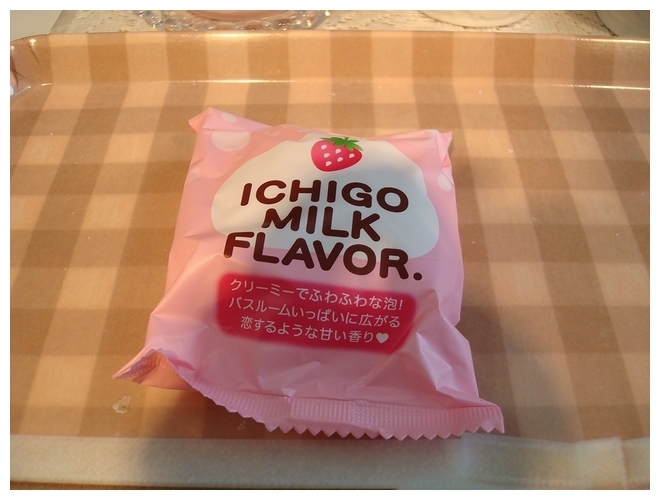 ICHIGO
MILK
FLAVOR.
クリーミーでふわふわな泡!
バスルームいっぱいに広がる
恋するような甘い香り♥